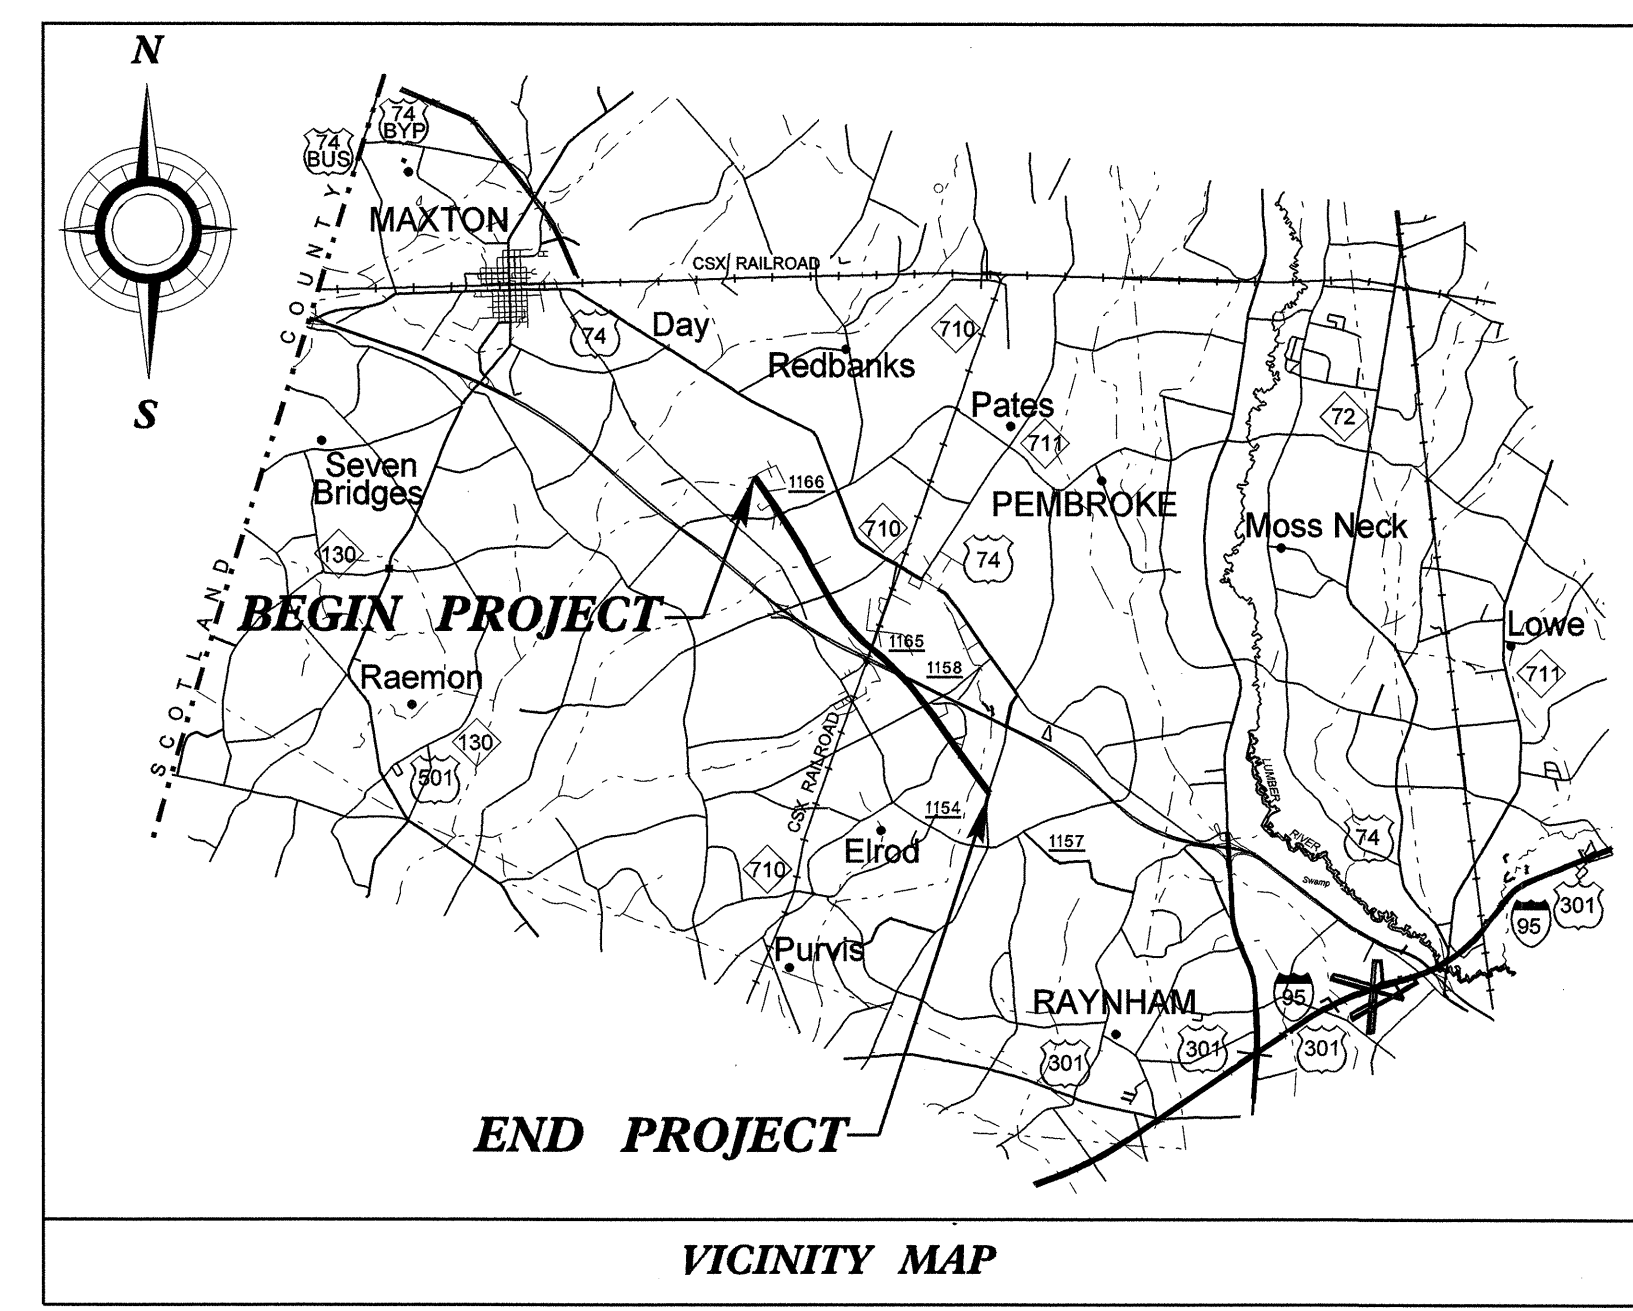 N
S
74
BYP
74
BUS
MAXTON
CSX RAILROAD
SCOTLAND COUNTY
74
Day
710
Redbanks
Pates
711
72
Seven
Bridges
1166
PEMBROKE
710
Moss Neck
130
74
BEGIN PROJECT
1165
Lowe
1158
711
Raemon
130
501
CSX RAILROAD
LUMBER
RIVER
1154
74
1157
Elrod
710
Swamp
301
95
Purvis
95
RAYNHAM
301
301
301
END PROJECT
VICINITY MAP